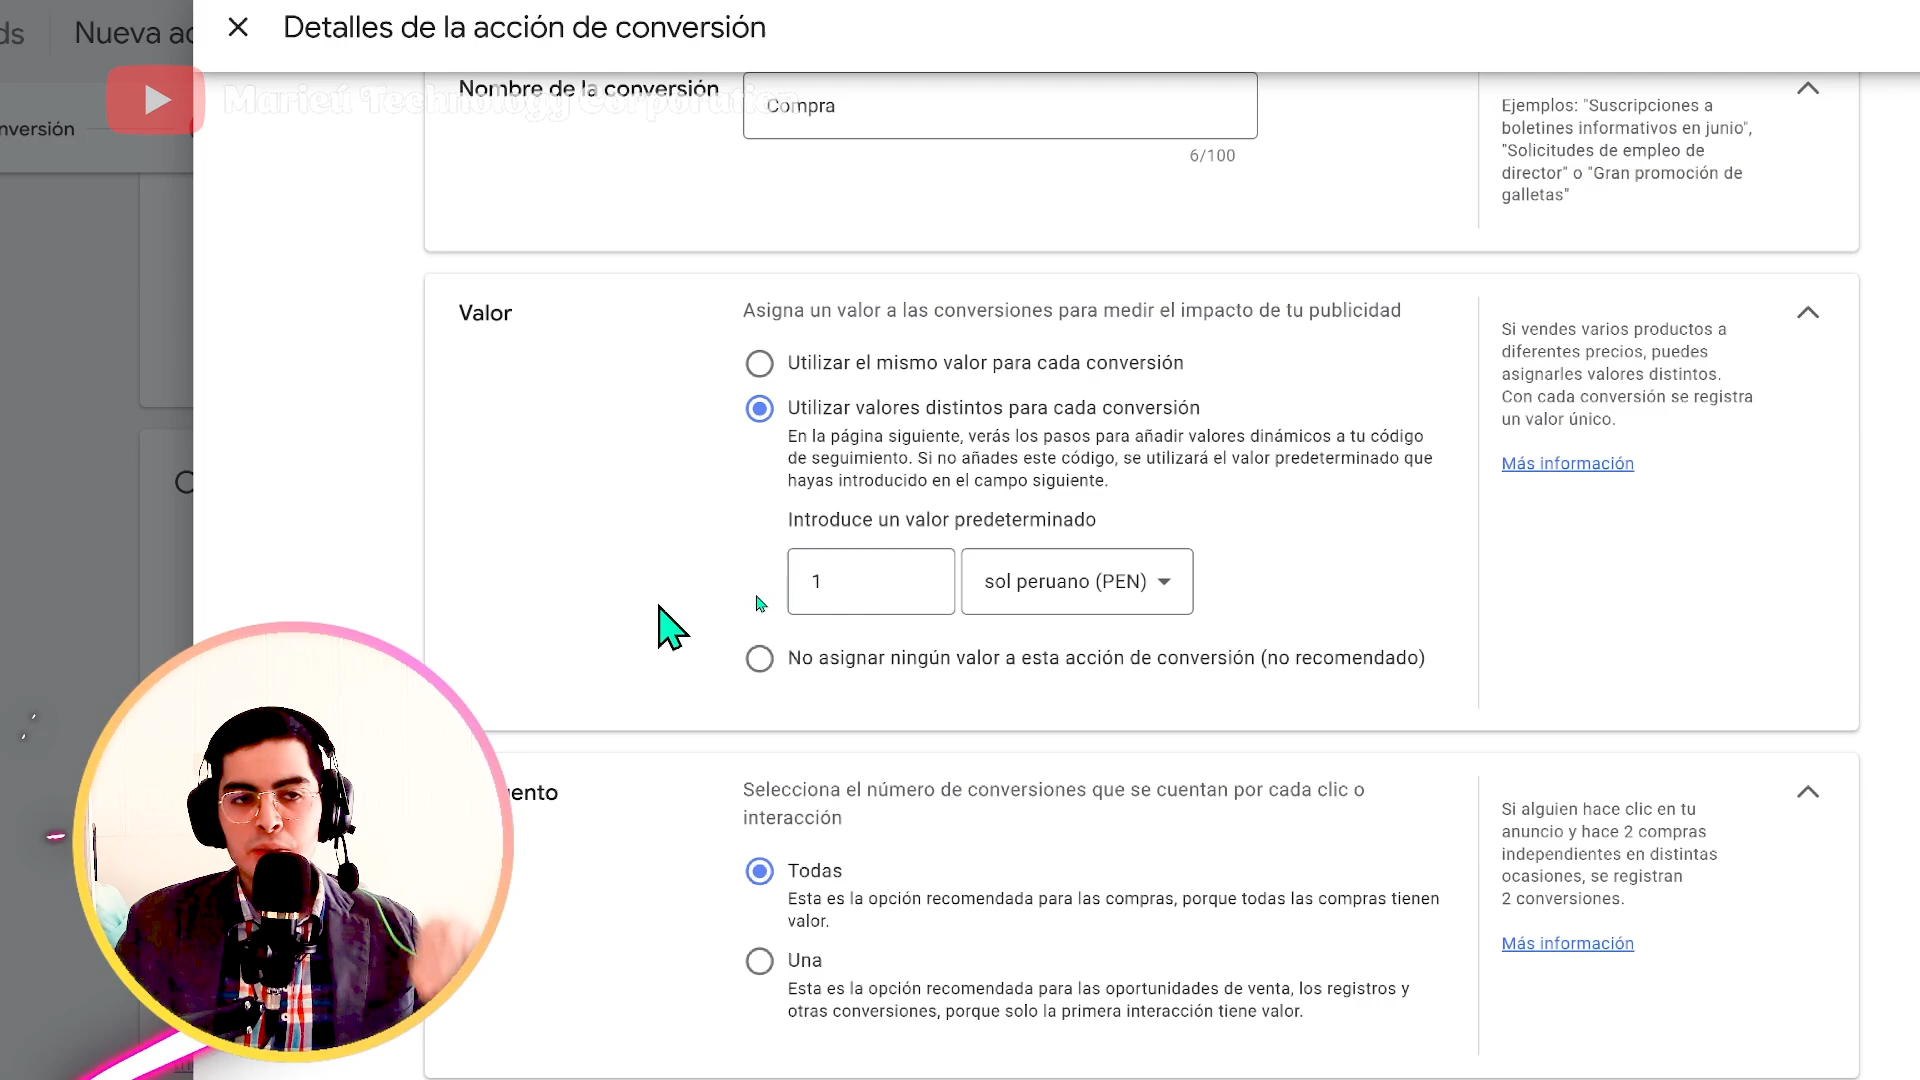 ds
Nueva ac
Detalles de la acción de conversión
Marieú Technology Corporution
nversión
Nombre de la conversión
Compra
6/100
Ejemplos: "Suscripciones a
boletines informativos en junio",
"Solicitudes de empleo de
director" o "Gran promoción de
galletas"
Valor
Asigna un valor a las conversiones para medir el impacto de tu publicidad
Utilizar el mismo valor para cada conversión
Utilizar valores distintos para cada conversión
En la página siguiente, verás los pasos para añadir valores dinámicos a tu código
de seguimiento. Si no añades este código, se utilizará el valor predeterminado que
hayas introducido en el campo siguiente.
Introduce un valor predeterminado
1
sol peruano (PEN)
No asignar ningún valor a esta acción de conversión (no recomendado)
Si vendes varios productos a
diferentes precios, puedes
asignarles valores distintos.
Con cada conversión se registra
un valor único.
Más información
ento
Selecciona el número de conversiones que se cuentan por cada clic o
interacción
Todas
Esta es la opción recomendada para las compras, porque todas las compras tienen
valor.
Una
Esta es la opción recomendada para las oportunidades de venta, los registros y
otras conversiones, porque solo la primera interacción tiene valor.
Si alguien hace clic en tu
anuncio y hace 2 compras
independientes en distintas
ocasiones, se registran
2 conversiones.
Más información